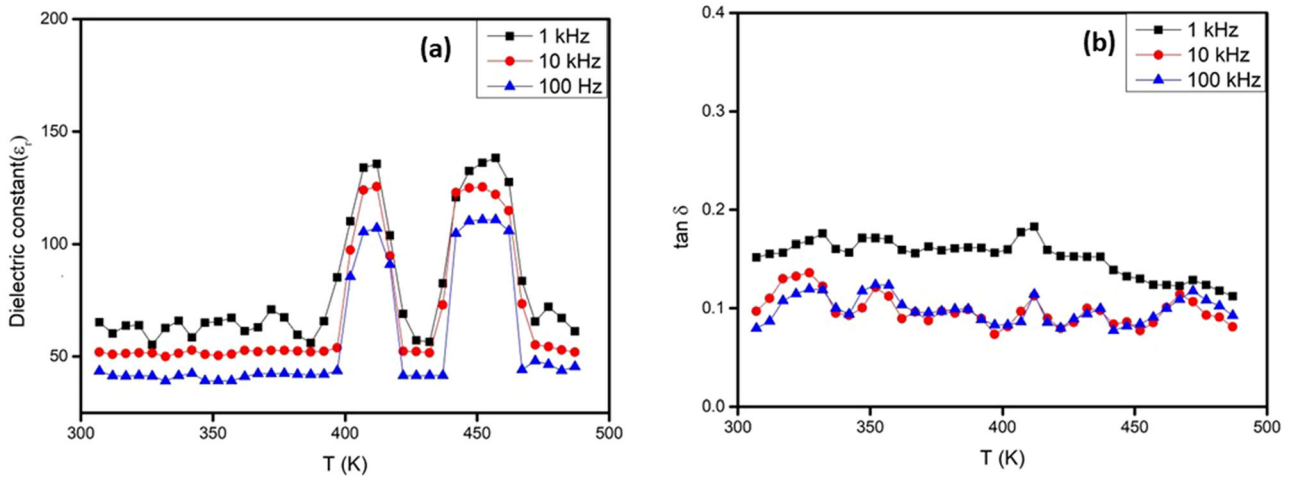 (a)
1 kHz
10 kHz
100 Hz
200
150
100
50
Dielectric constant(εr)
300
350
400
450
500
T (K)
(b)
1 kHz
10 kHz
100 kHz
0.4
0.3
0.2
0.1
0.0
tan δ
300
350
400
450
500
T (K)